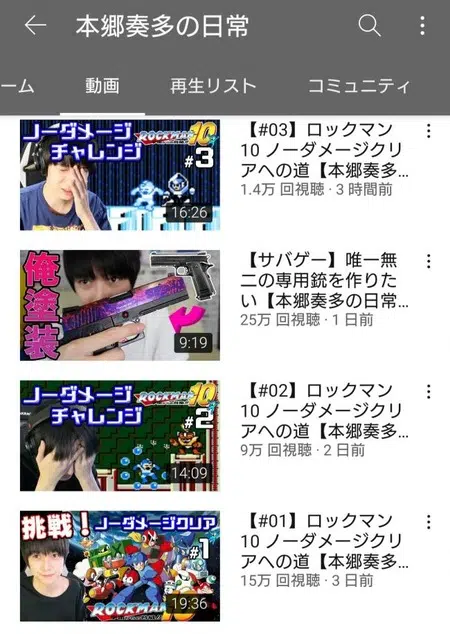 本郷奏多の日常
ーム
動画
再生リスト
コミュニティ
ノーダメージ
チャレンジ
ROCKMAN 10
#3
16:26
【#03】ロックマン
10 ノーダメージクリ
アへの道【本郷奏多...
1.4万 回視聴・3 時間前
俺塗装
9:19
【サバゲー】唯一無
二の専用銃を作りた
い【本郷奏多の日常...
25万 回視聴・1 日前
ノーダメージ
チャレンジ
ROCKMAN 10
#2
14:09
【#02】ロックマン
10 ノーダメージクリ
アへの道【本郷奏多...
9万 回視聴・2 日前
挑戦!
ノーダメージクリア
#1
ROCKMAN
19:36
【#01】ロックマン
10 ノーダメージクリ
アへの道【本郷奏多...
15万 回視聴・3 日前